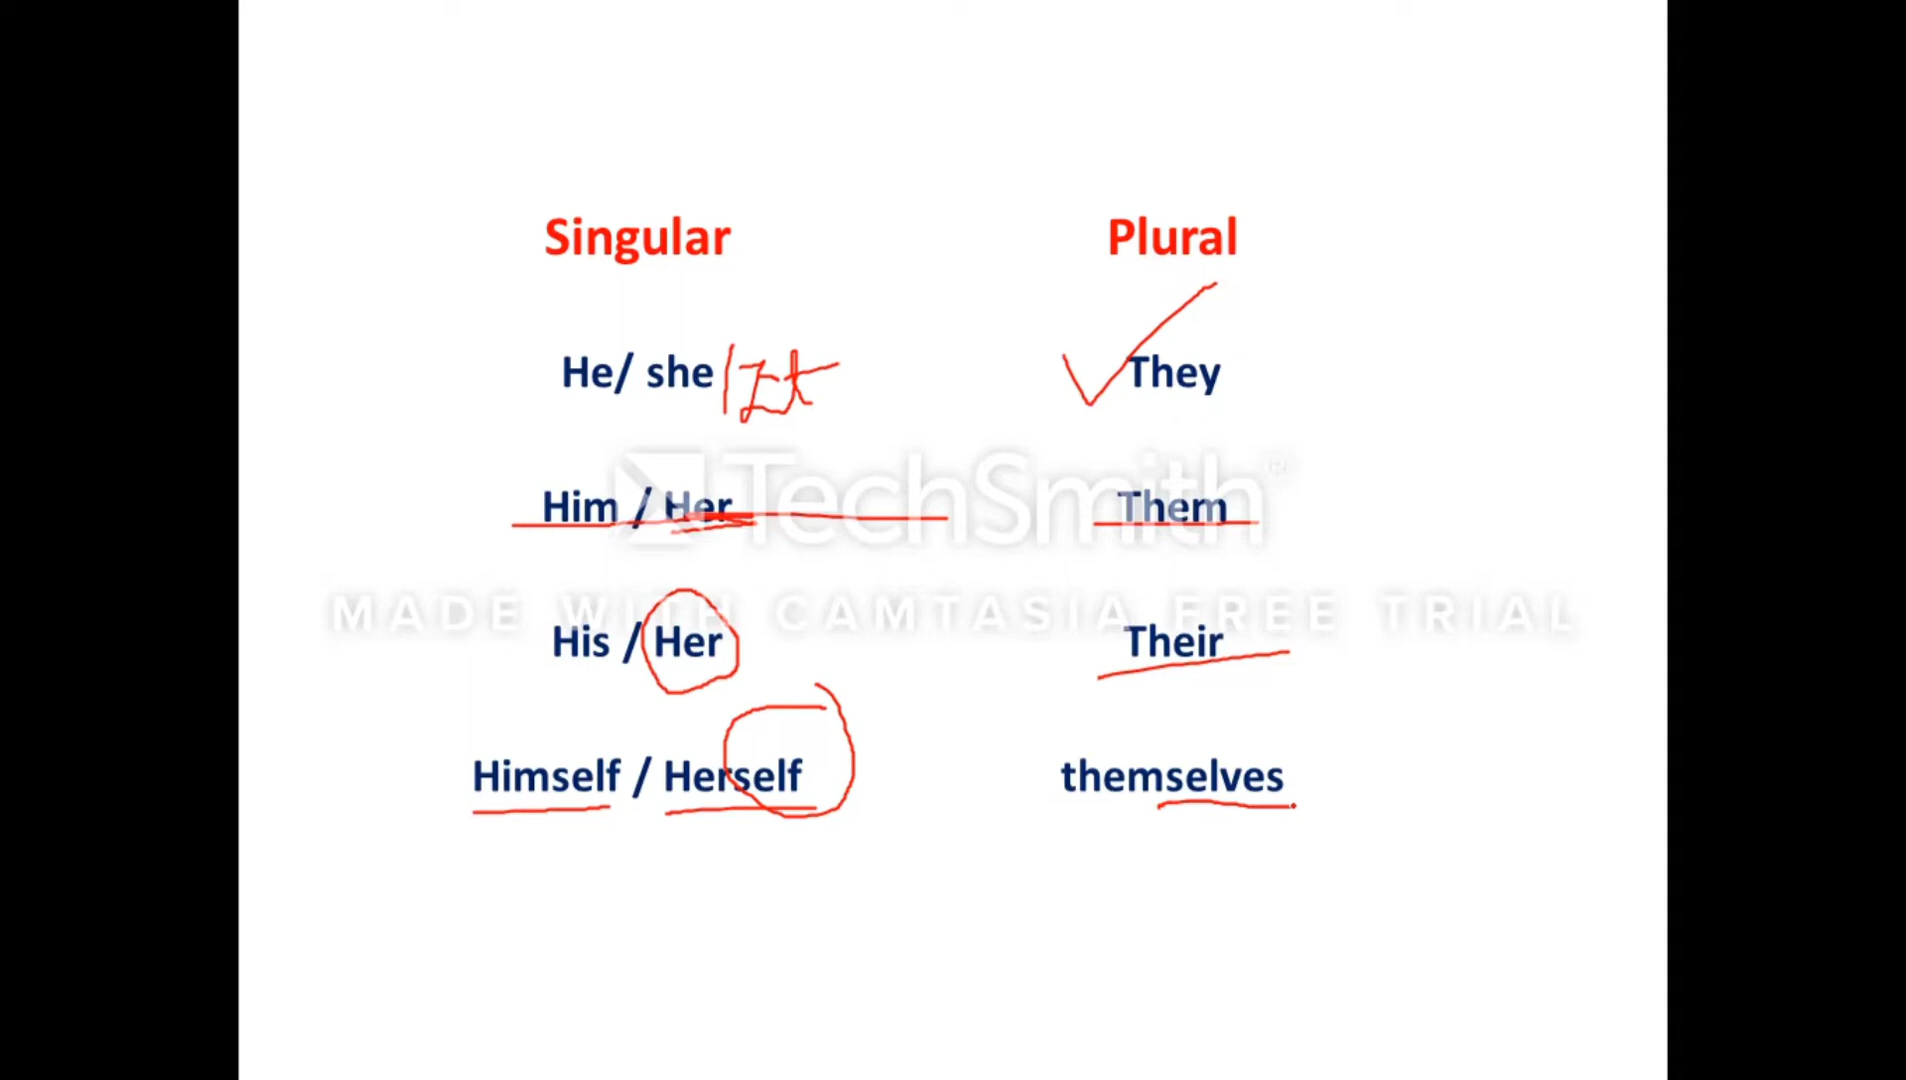 Singular Plural
He/ she / It They
Him / Her Them
TechSmith
MADE WITH CAMTASIA FREE TRIAL
His / Her Their
Himself / Herself themselves